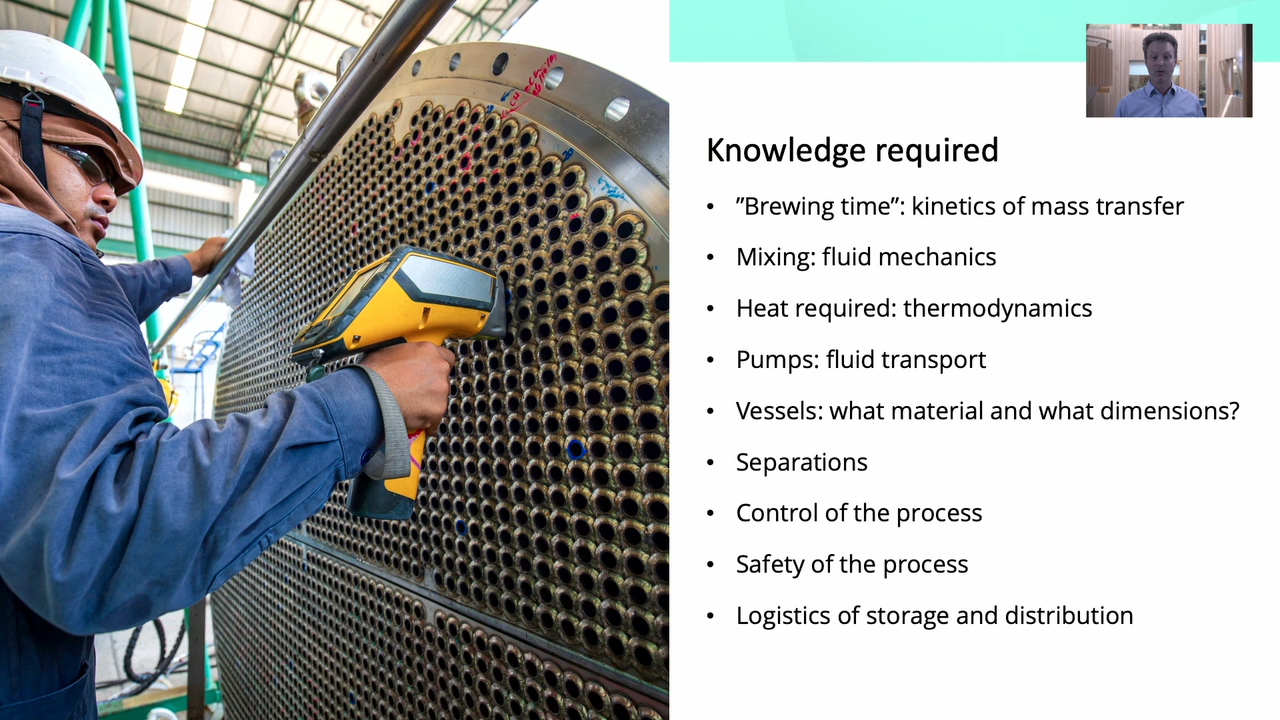 Knowledge required
• ”Brewing time”: kinetics of mass transfer
• Mixing: fluid mechanics
• Heat required: thermodynamics
• Pumps: fluid transport
• Vessels: what material and what dimensions?
• Separations
• Control of the process
• Safety of the process
• Logistics of storage and distribution